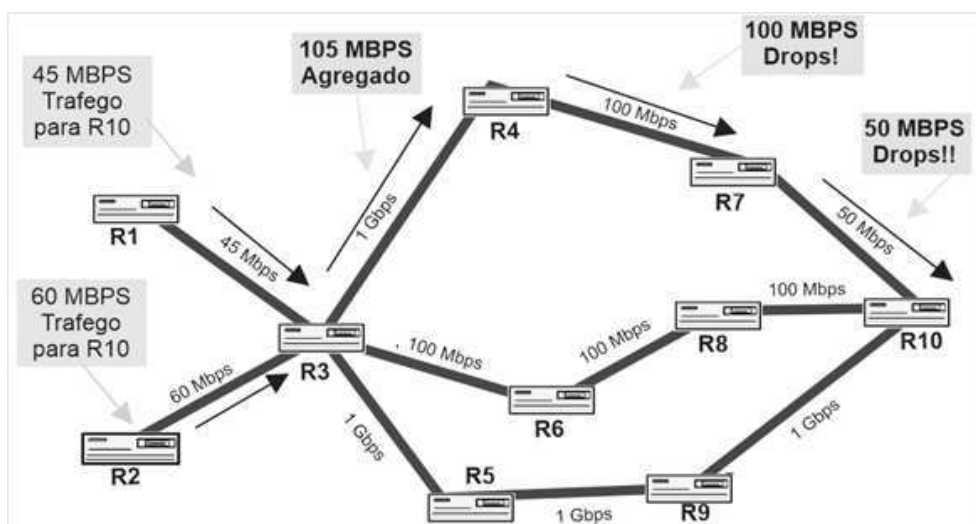 45 MBPS
Trafego
para R10
105 MBPS
Agregado
100 MBPS
Drops!
50 MBPS
Drops!!
60 MBPS
Trafego
para R10
R1
R2
R3
R4
R5
R6
R7
R8
R9
R10
45 Mbps
60 Mbps
1 Gbps
100 Mbps
50 Mbps
, 100 Mbps
100 Mbps
100 Mbps
1 Gbps
1 Gbps
1 Gbps